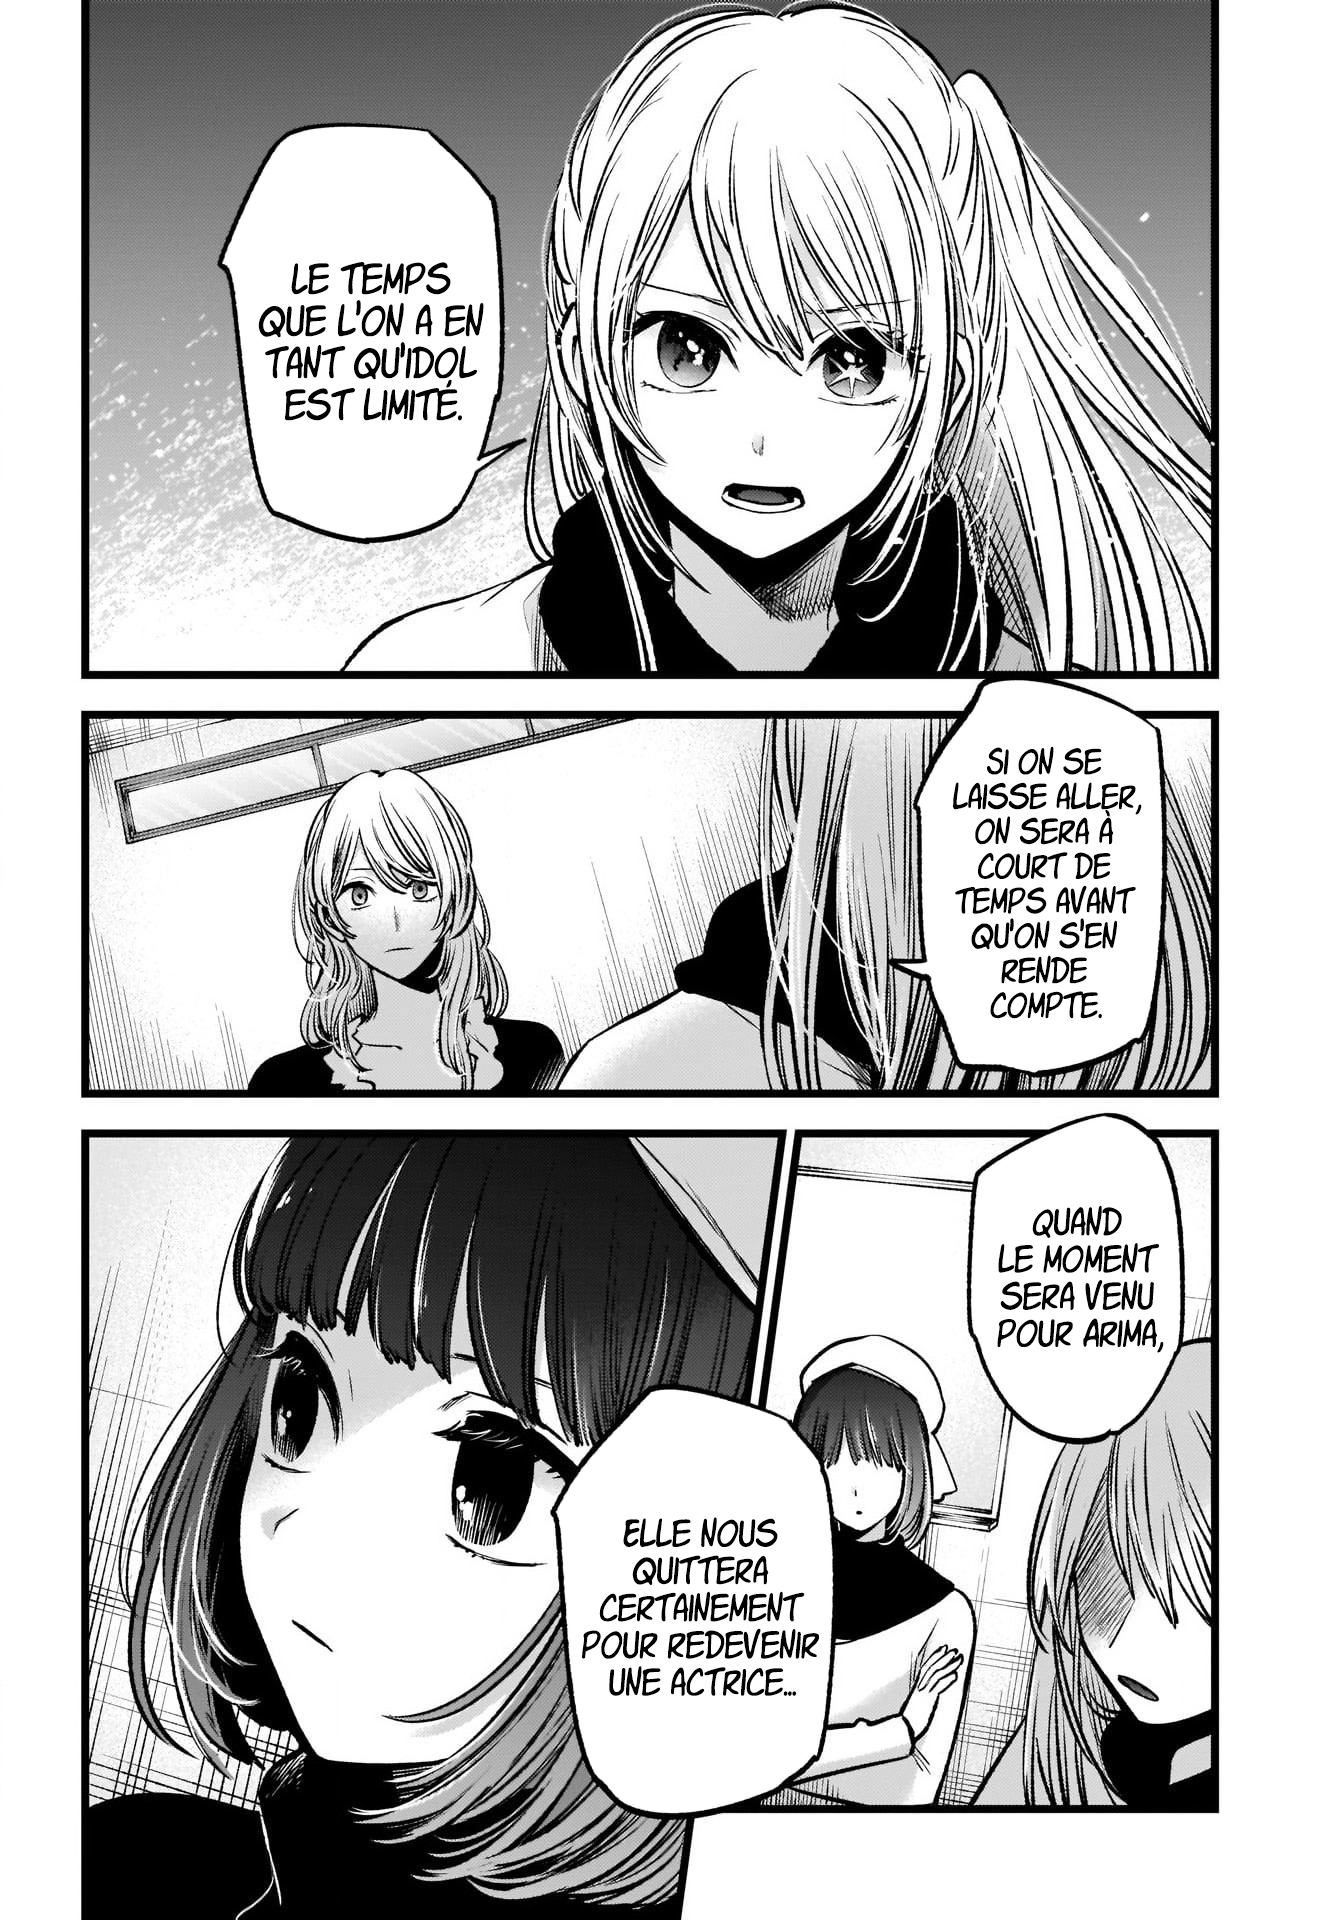 LE TEMPS
QUE L'ON A EN
TANT QU'IDOL
EST LIMITÉ.
SI ON SE
LAISSE ALLER,
ON SERA À
COURT DE
TEMPS AVANT
QU'ON S'EN
RENDE
COMPTE.
QUAND
LE MOMENT
SERA VENU
POUR ARIMA,
ELLE NOUS
QUITTERA
CERTAINEMENT
POUR REDEVENIR
UNE ACTRICE...